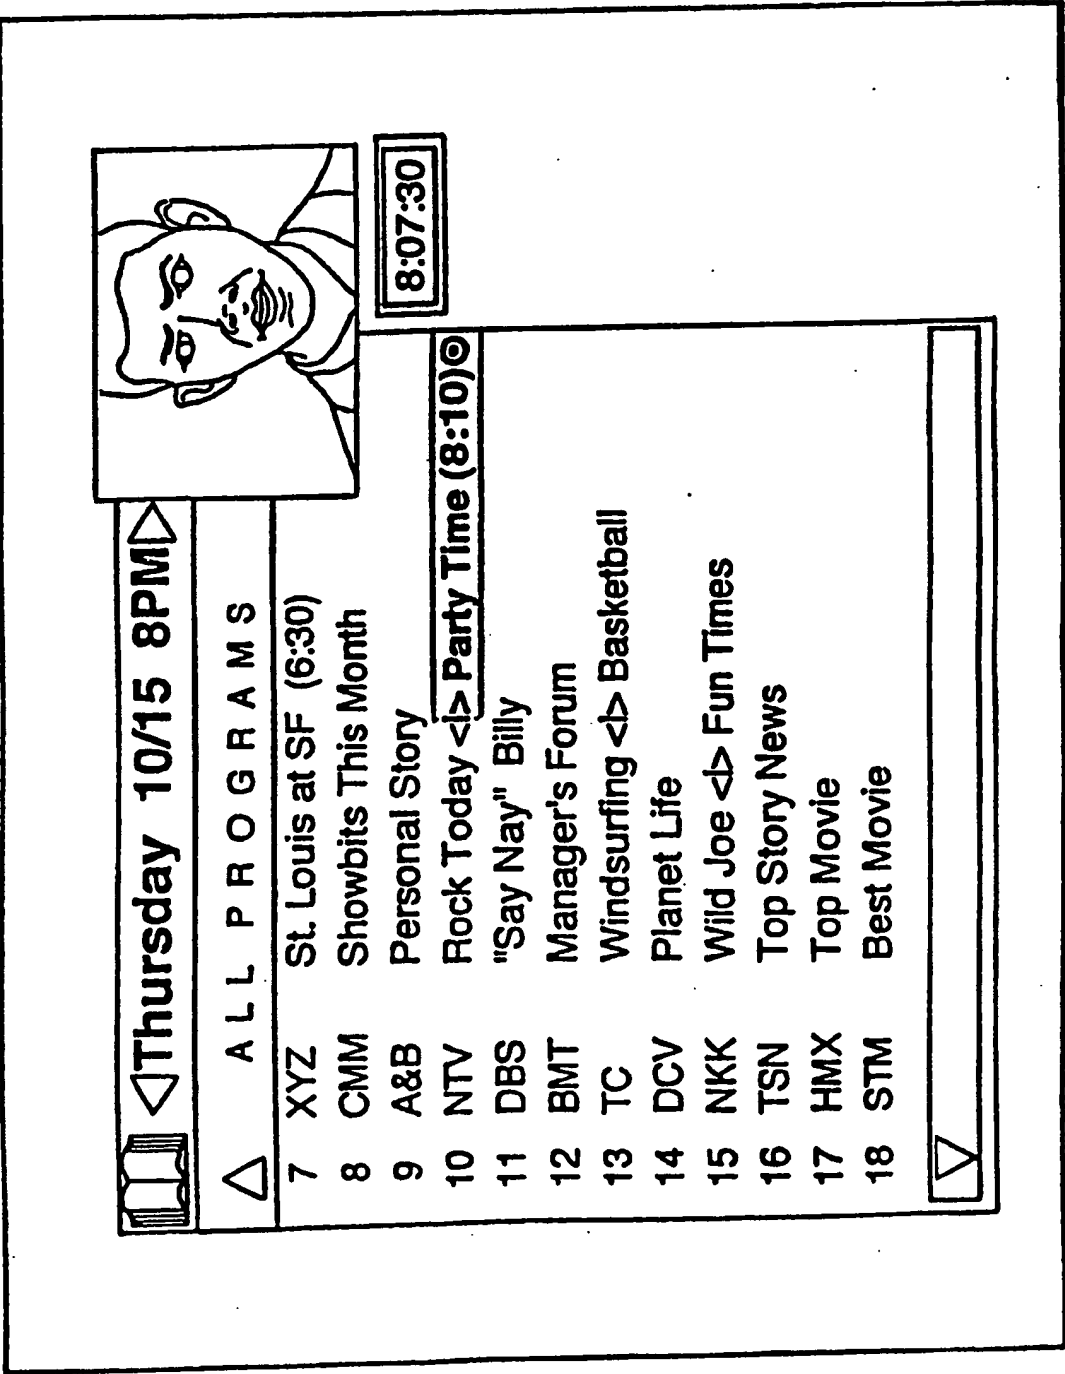 Thursday 10/15 8PM
8:07:30
ALL PROGRAMS
7 XYZ St. Louis at SF (6:30)
8 CMM Showbits This Month
9 A&B Personal Story
10 NTV Rock Today <I> Party Time (8:10)
11 DBS "Say Nay" Billy
12 BMT Manager's Forum
13 TC Windsurfing <I> Basketball
14 DCV Planet Life
15 NKK Wild Joe <I> Fun Times
16 TSN Top Story News
17 HMX Top Movie
18 STM Best Movie